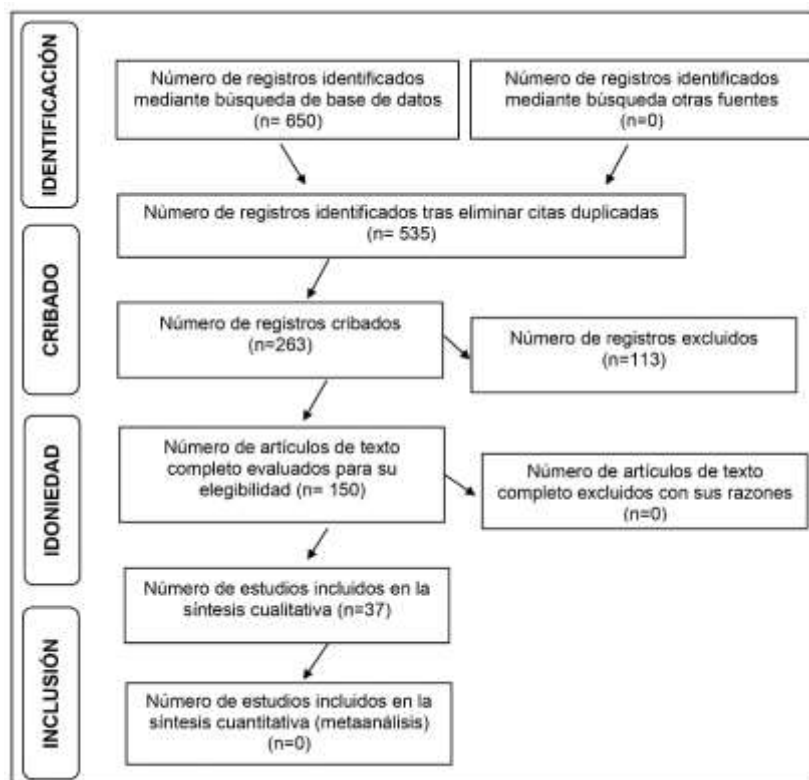 IDENTIFICACIÓN
Número de registros identificados
mediante búsqueda de base de datos
(n= 650)
Número de registros identificados
mediante búsqueda otras fuentes
(n=0)
Número de registros identificados tras eliminar citas duplicadas
(n= 535)
CRIBADO
Número de registros cribados
(n=263)
Número de registros excluidos
(n=113)
IDONIEDAD
Número de artículos de texto
completo evaluados para su
elegibilidad (n= 150)
Número de artículos de texto
completo excluidos con sus razones
(n=0)
INCLUSIÓN
Número de estudios incluidos en la
síntesis cualitativa (n=37)
Número de estudios incluidos en la
síntesis cuantitativa (metaanálisis)
(n=0)